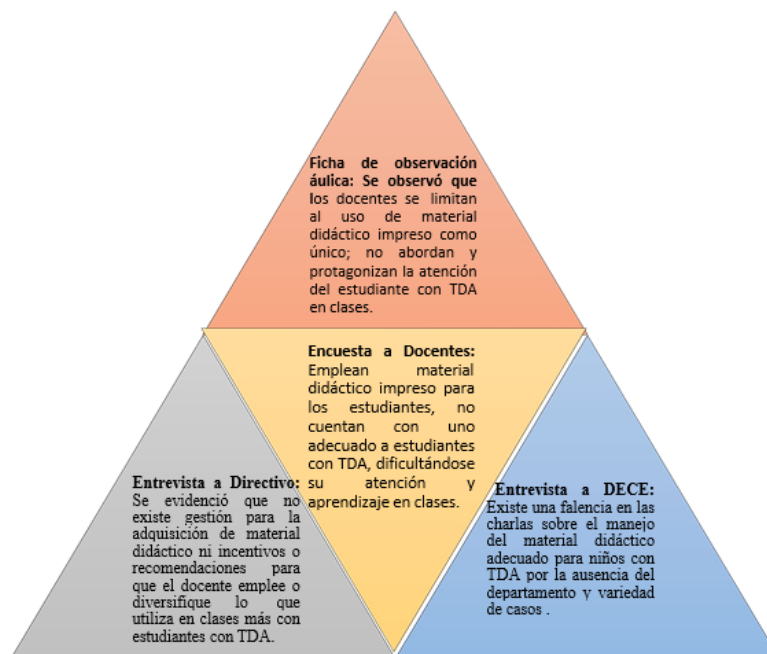 Ficha de observación
áulica: Se observó que
los docentes se limitan
al uso de material
didáctico impreso como
único; no abordan y
protagonizan la atención
del estudiante con TDA
en clases.
Encuesta a Docentes:
Emplean material
didáctico impreso para
los estudiantes, no
cuentan con uno
adecuado a estudiantes
con TDA, dificultándose
su atención y
aprendizaje en clases.
Entrevista a Directivo:
Se evidenció que no
existe gestión para la
adquisición de material
didáctico ni incentivos o
recomendaciones para
que el docente emplee o
diversifique lo que
utiliza en clases más con
estudiantes con TDA.
Entrevista a DECE:
Existe una falencia en las
charlas sobre el manejo
del material didáctico
adecuado para niños con
TDA por la ausencia del
departamento y variedad
de casos .